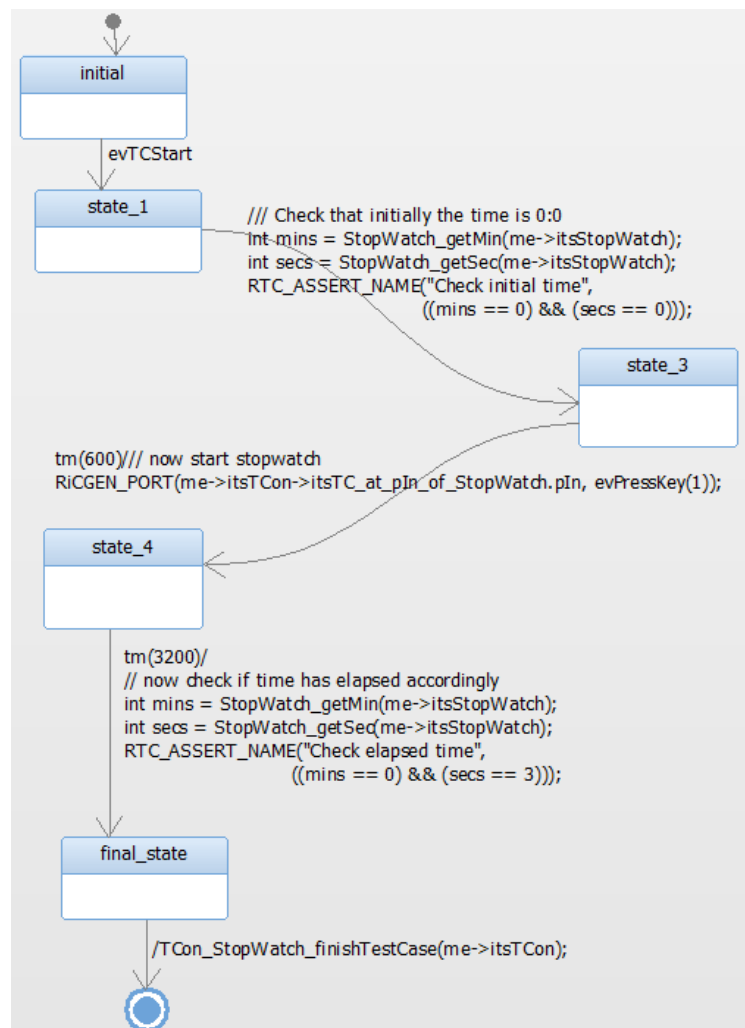 initial
evTCStart
state_1
/// Check that initially the time is 0:0
int mins = StopWatch_getMin(me->itsStopWatch);
int secs = StopWatch_getSec(me->itsStopWatch);
RTC_ASSERT_NAME("Check initial time",
((mins == 0) && (secs == 0)));
state_3
tm(600)/// now start stopwatch
RiCGEN_PORT(me->itsTCon->itsTC_at_pIn_of_StopWatch.pIn, evPressKey(1));
state_4
tm(3200)/
// now check if time has elapsed accordingly
int mins = StopWatch_getMin(me->itsStopWatch);
int secs = StopWatch_getSec(me->itsStopWatch);
RTC_ASSERT_NAME("Check elapsed time",
((mins == 0) && (secs == 3)));
final_state
/TCon_StopWatch_finishTestCase(me->itsTCon);